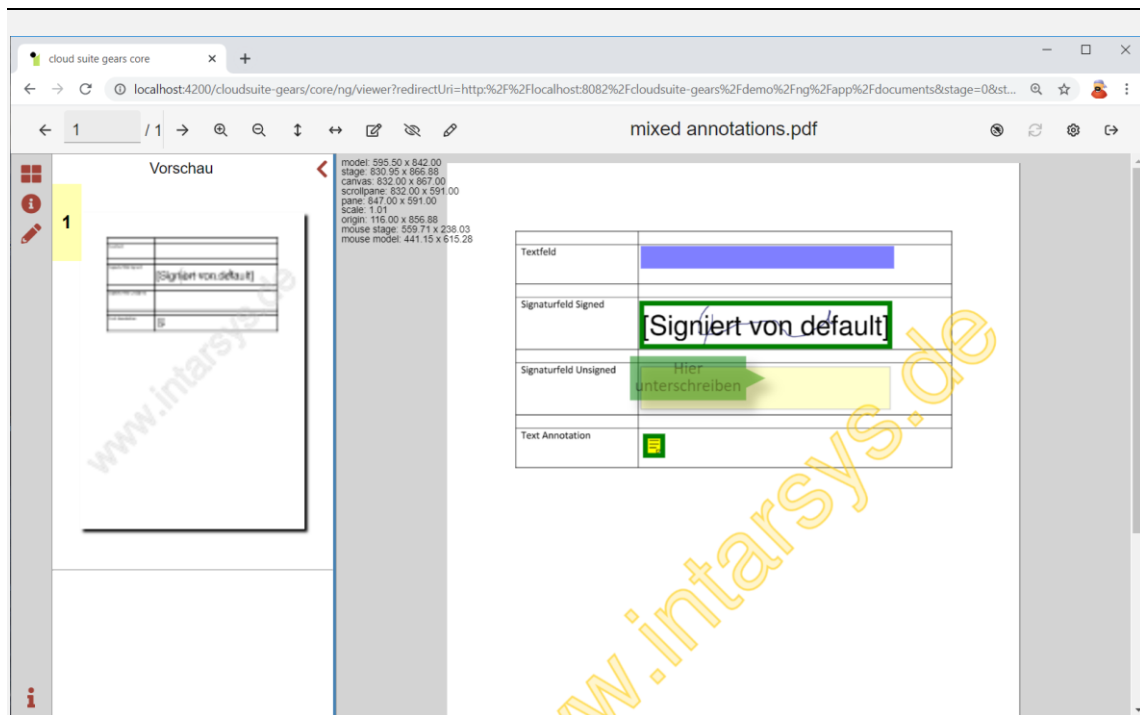 cloud suite gears core
localhost:4200/cloudsuite-gears/core/ng/viewer?redirectUri=http:%2F%2Flocalhost:8082%2Fcloudsuite-gears%2Fdemo%2Fng%2Fapp%2Fdocuments&stage=0&st...
1 / 1
mixed annotations.pdf
Vorschau
1
[Signiert von default]
www.intarsys.de
model: 595.50 x 842.00
stage: 830.95 x 866.88
canvas: 832.00 x 867.00
scrollpane: 832.00 x 591.00
pane: 847.00 x 591.00
scale: 1.01
origin: 116.00 x 856.88
mouse stage: 559.71 x 238.03
mouse model: 441.15 x 615.28
Textfeld
Signaturfeld Signed
[Signiert von default]
Signaturfeld Unsigned
Hier
unterschreiben
Text Annotation
www.intarsys.de